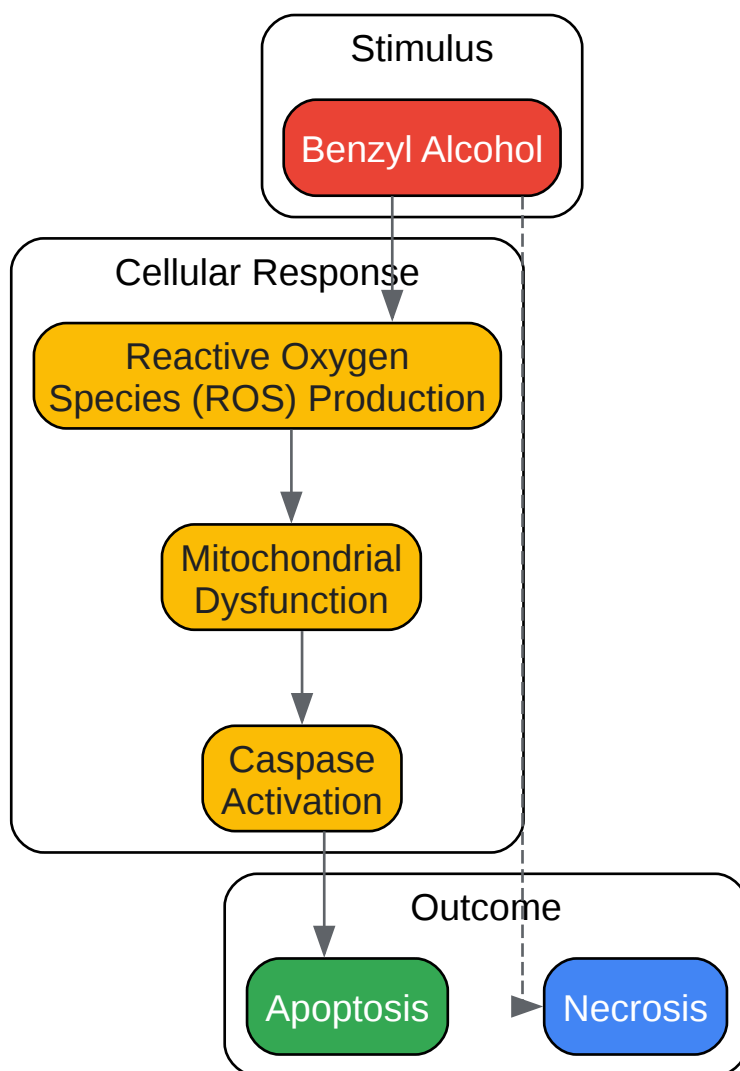 Stimulus
Benzyl Alcohol
Cellular Response
Reactive Oxygen
Species (ROS) Production
Mitochondrial
Dysfunction
Caspase
Activation
Outcome
Apoptosis
Necrosis